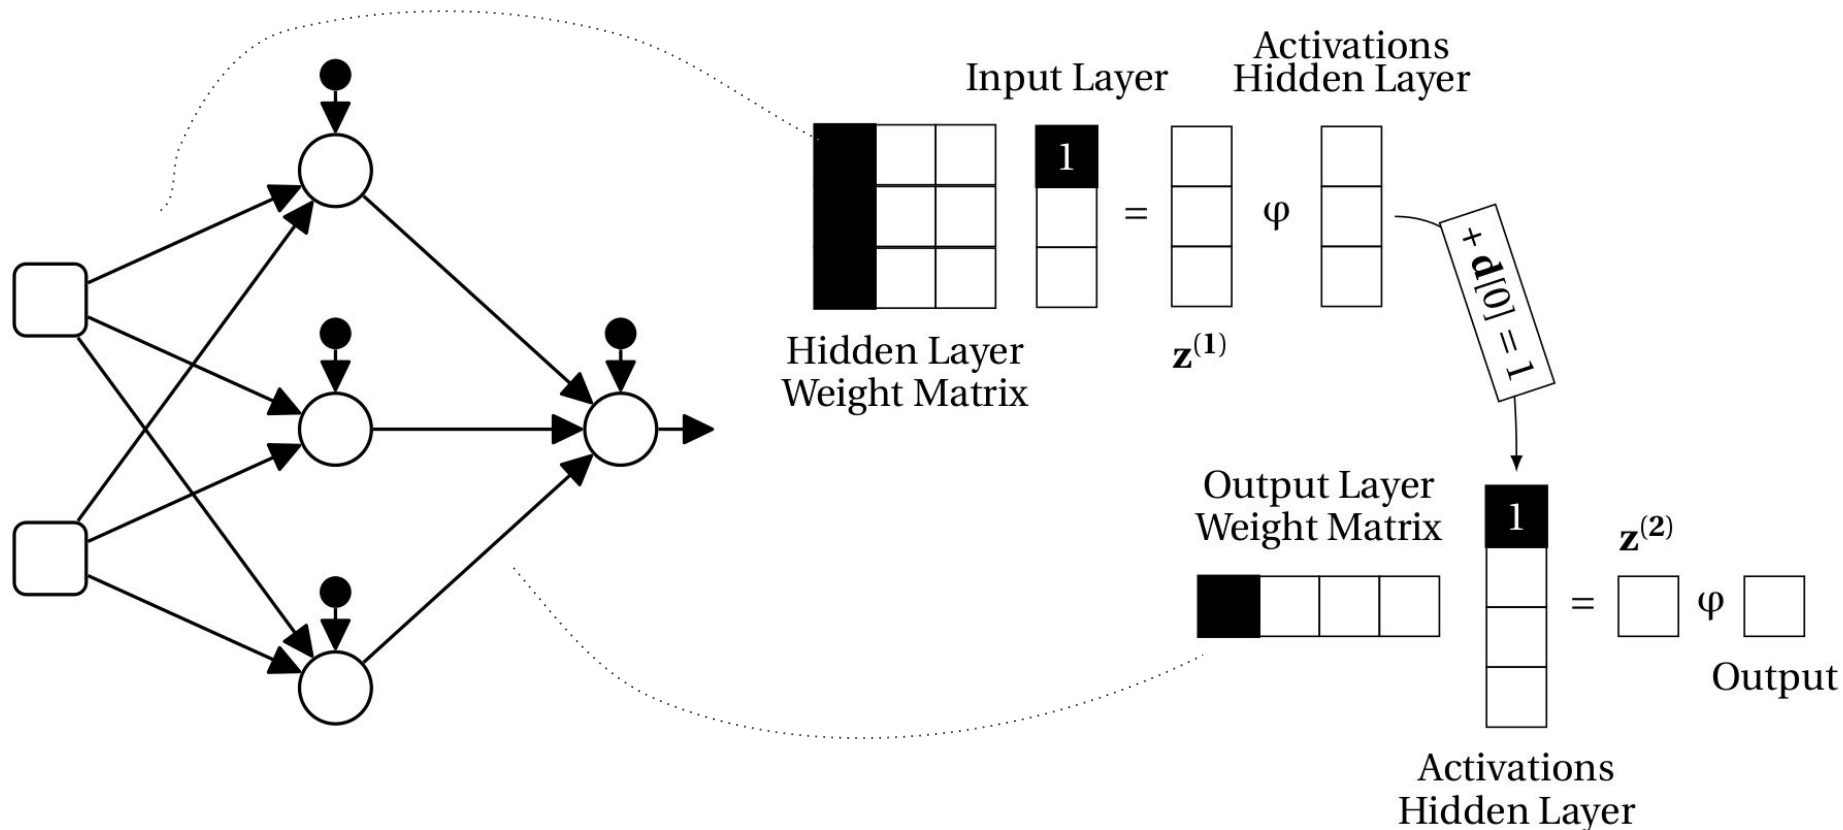 Activations
Input Layer Hidden Layer
1
= φ
+ d[0] = 1
Hidden Layer
Weight Matrix
z(1)
Output Layer
Weight Matrix
1
z(2)
= φ
Output
Activations
Hidden Layer